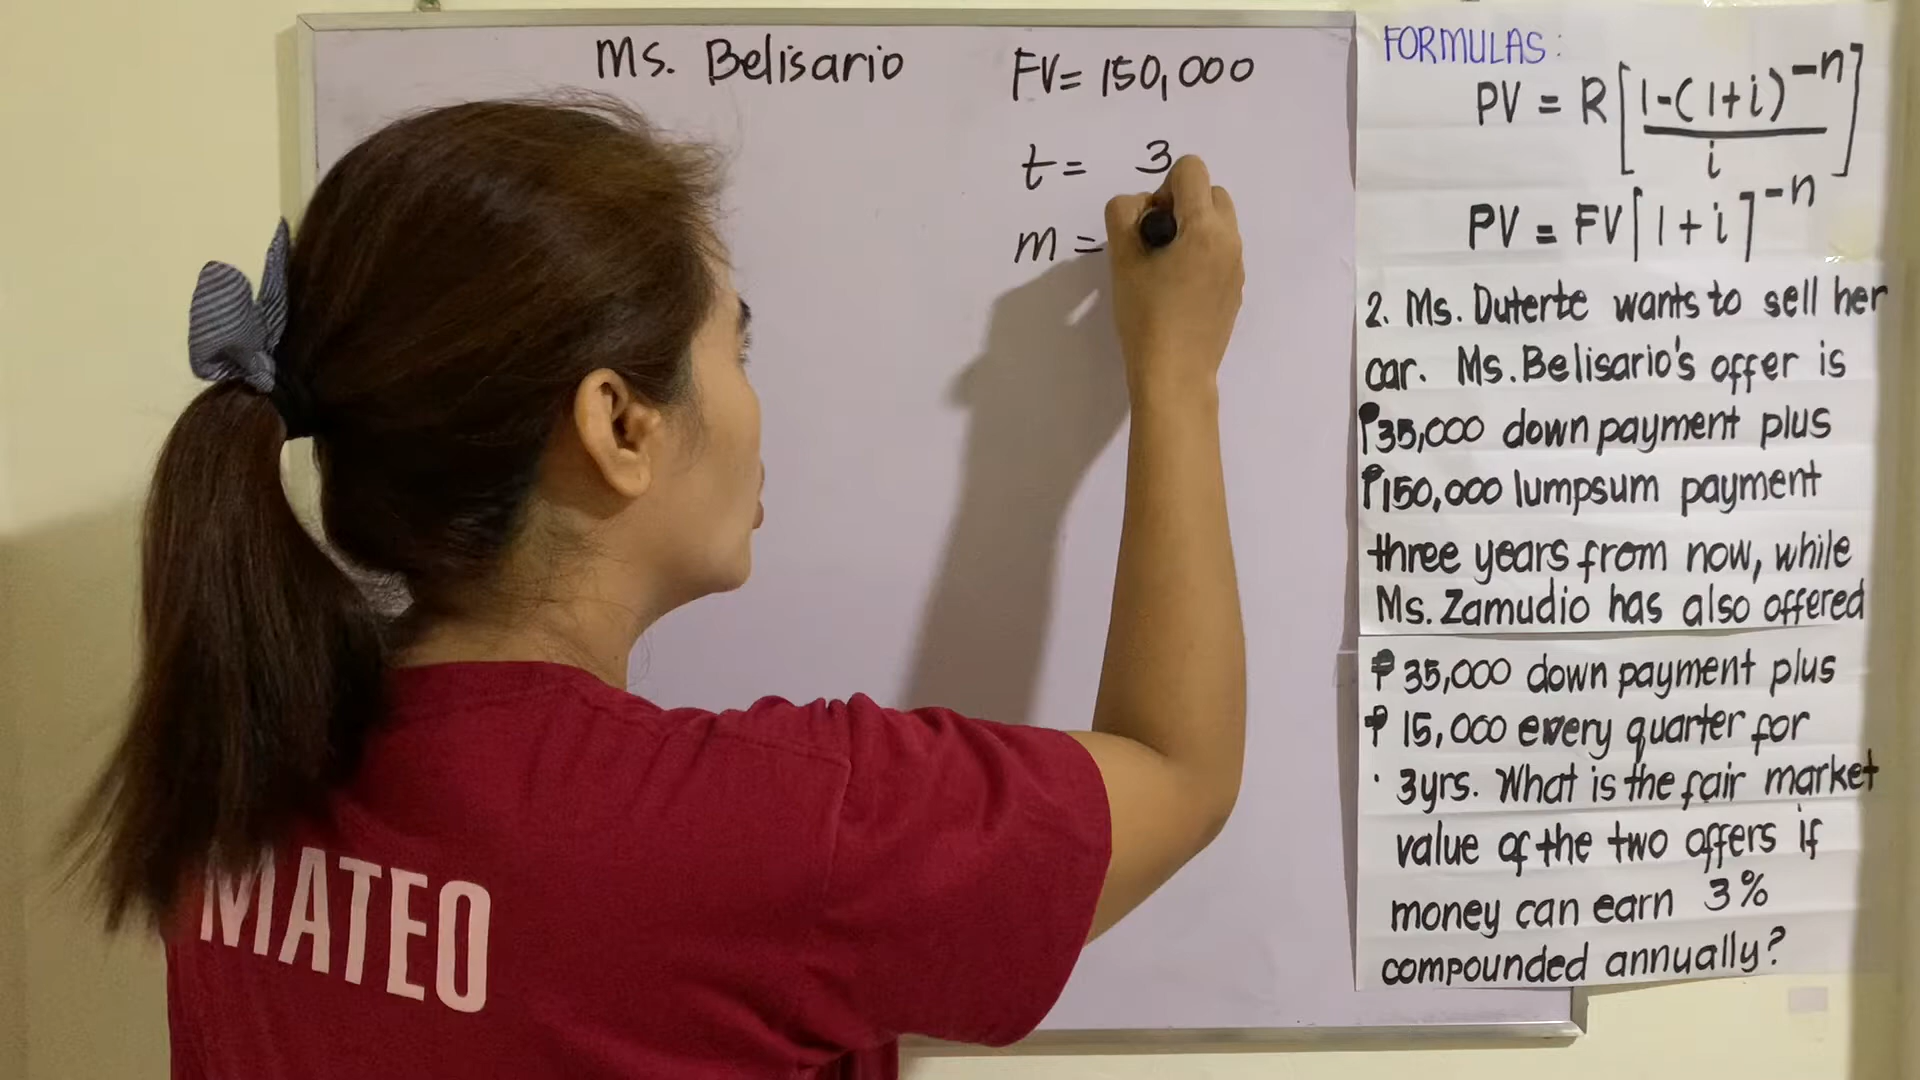 Ms. Belisario
FV= 150,000
t= 3
m =
FORMULAS:
PV = R[1-(1+i)^-n / i]
PV = FV[1+i]^-n
2. Ms. Duterte wants to sell her
car. Ms. Belisario's offer is
₱35,000 down payment plus
₱150,000 lumpsum payment
three years from now, while
Ms. Zamudio has also offered
₱35,000 down payment plus
₱15,000 every quarter for
3yrs. What is the fair market
value of the two offers if
money can earn 3%
compounded annually?
MATEO